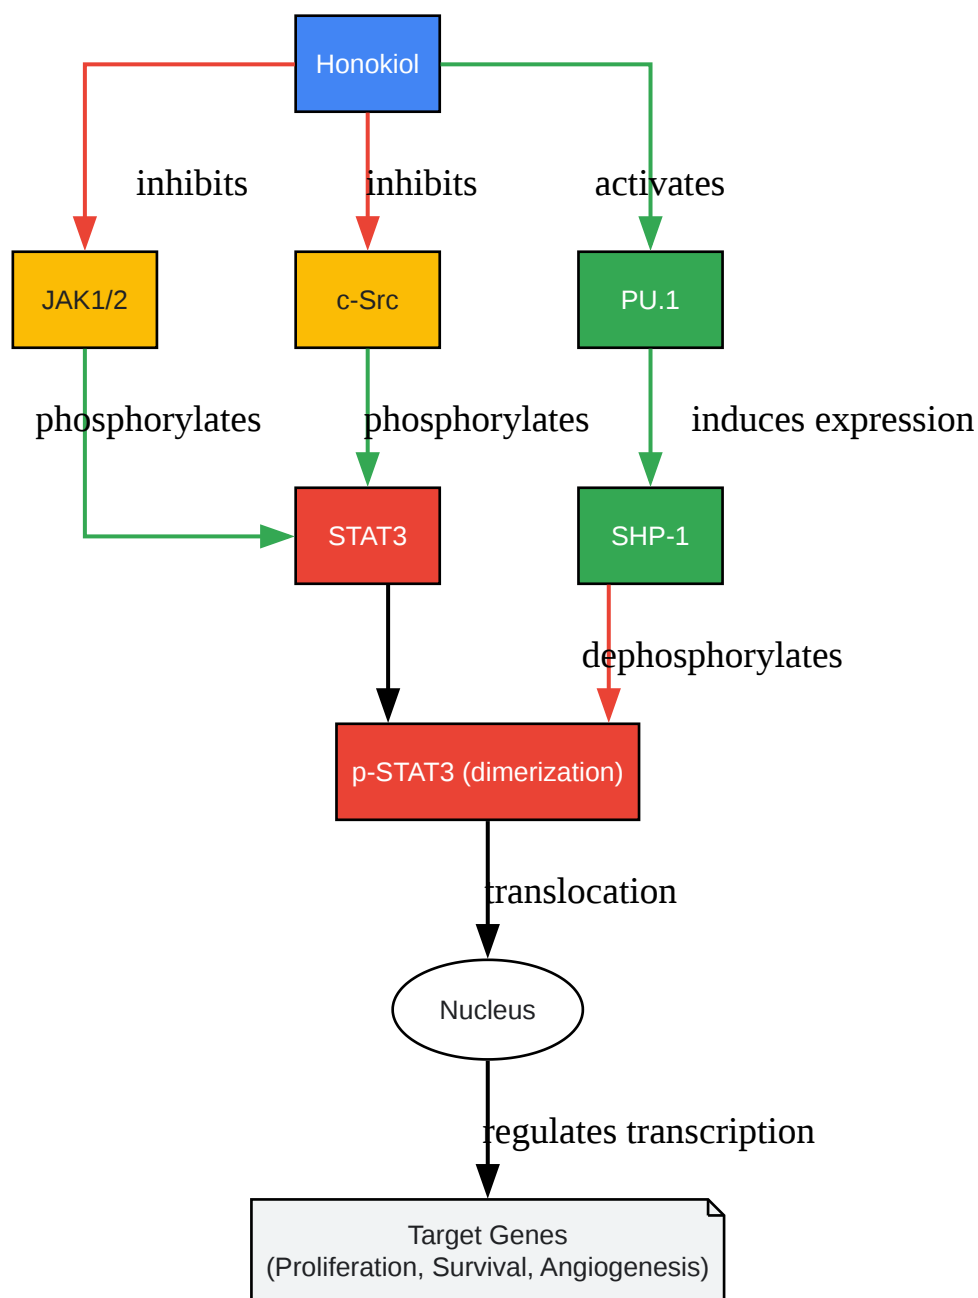 Honokiol
inhibits
inhibits
activates
JAK1/2
c-Src
PU.1
phosphorylates
phosphorylates
induces expression
STAT3
SHP-1
dephosphorylates
p-STAT3 (dimerization)
translocation
Nucleus
regulates transcription
Target Genes
(Proliferation, Survival, Angiogenesis)